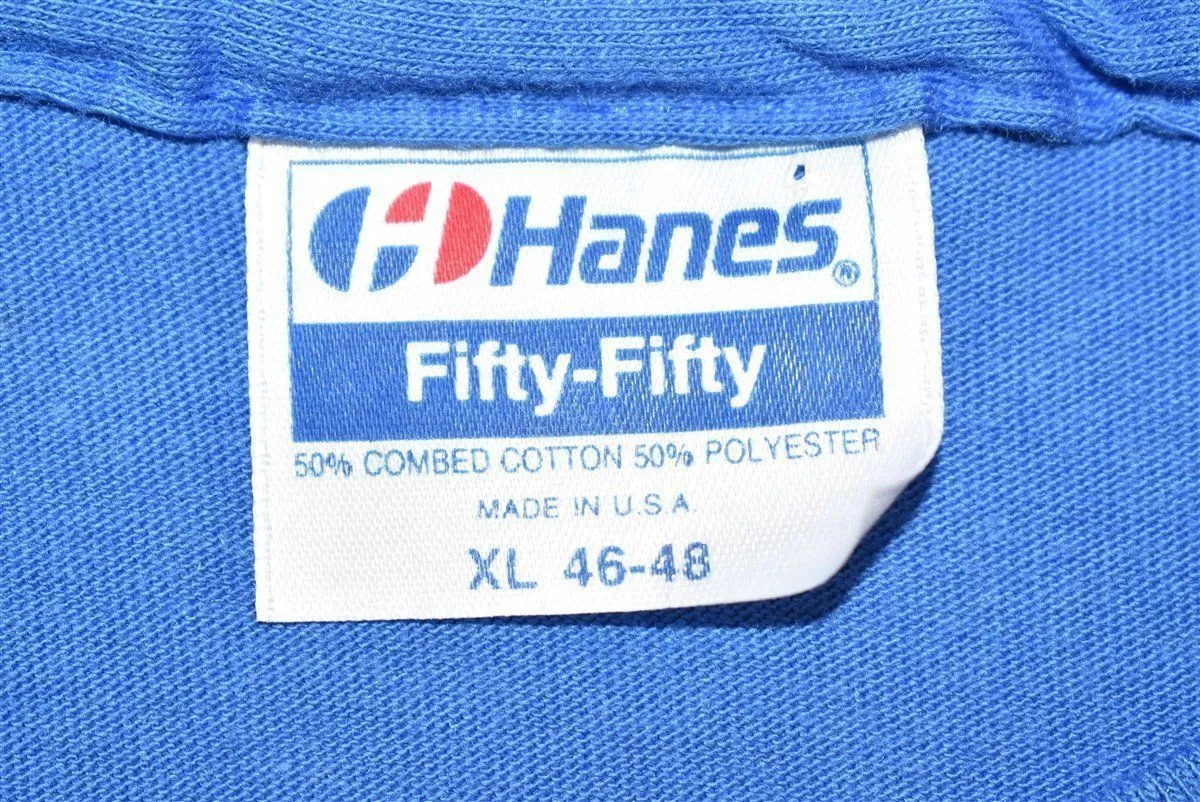 Hanes®
Fifty-Fifty
50% COMBED COTTON 50% POLYESTER
MADE IN U.S.A.
XL 46-48